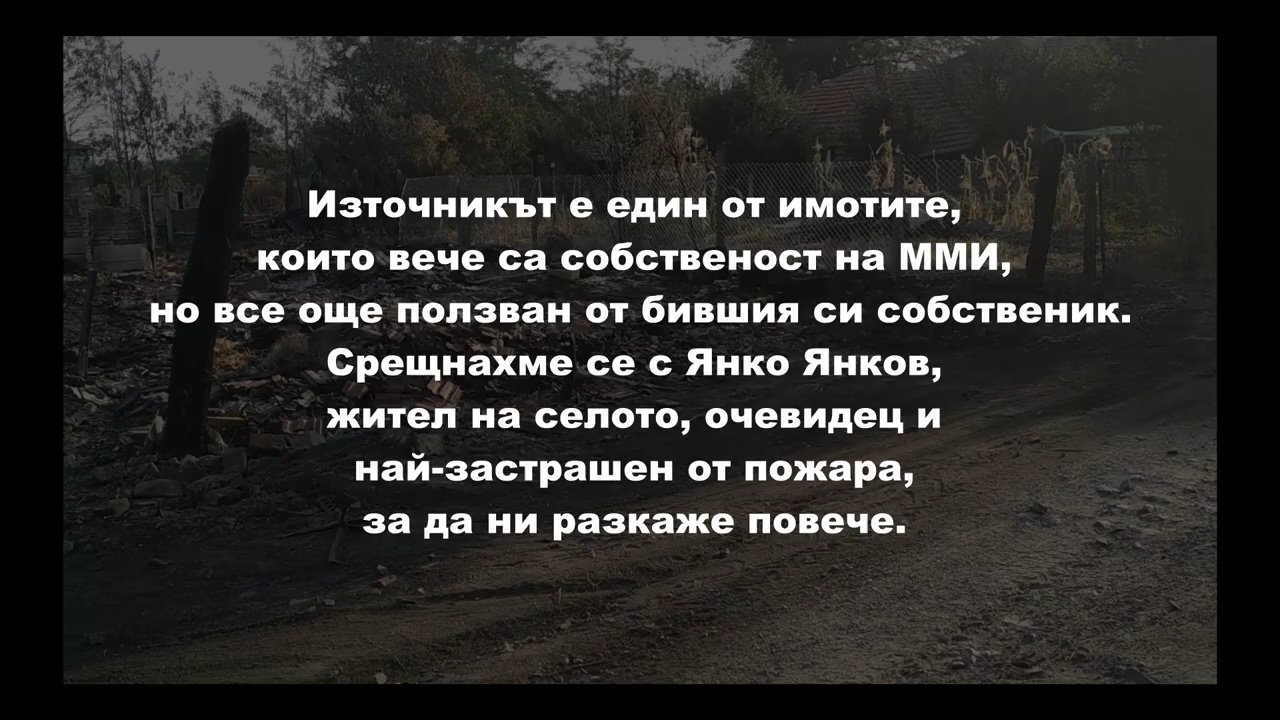 Източникът е един от имотите,
които вече са собственост на ММИ,
но все още ползван от бившия си собственик.
Срещнахме се с Янко Янков,
жител на селото, очевидец и
най-застрашен от пожара,
за да ни разкаже повече.